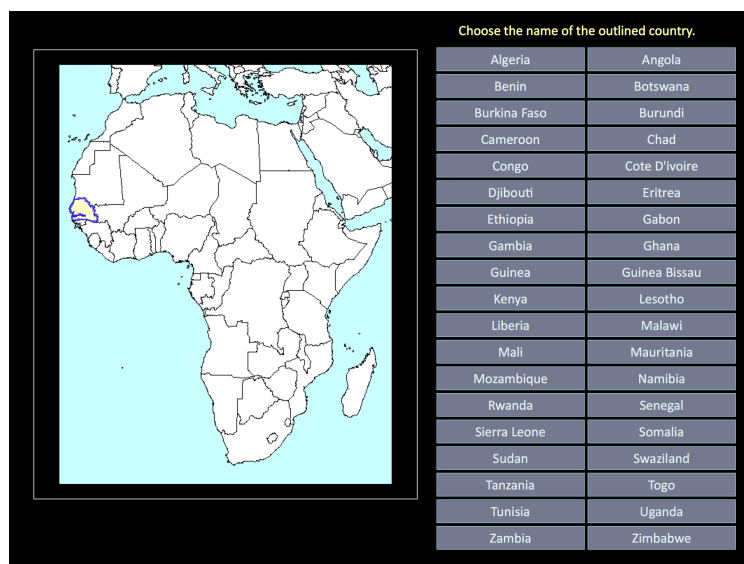 Choose the name of the outlined country.
Algeria Angola
Benin Botswana
Burkina Faso Burundi
Cameroon Chad
Congo Cote D'ivoire
Djibouti Eritrea
Ethiopia Gabon
Gambia Ghana
Guinea Guinea Bissau
Kenya Lesotho
Liberia Malawi
Mali Mauritania
Mozambique Namibia
Rwanda Senegal
Sierra Leone Somalia
Sudan Swaziland
Tanzania Togo
Tunisia Uganda
Zambia Zimbabwe